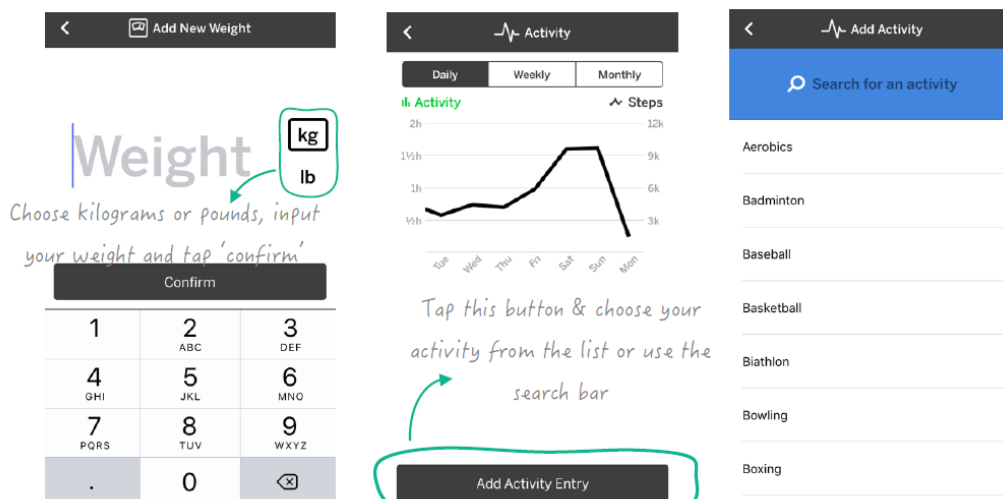 Add New Weight
Weight
kg
lb
Choose kilograms or pounds, input
your weight and tap 'confirm'
Confirm
1
2
ABC
3
DEF
4
GHI
5
JKL
6
MNO
7
PQRS
8
TUV
9
WXYZ
.
0
Activity
Daily Weekly Monthly
Activity Steps
2h 12k
1½h 9k
1h 6k
½h 3k
Tue Wed Thu Fri Sat Sun Mon
Tap this button & choose your
activity from the list or use the
search bar
Add Activity Entry
Add Activity
Search for an activity
Aerobics
Badminton
Baseball
Basketball
Biathlon
Bowling
Boxing